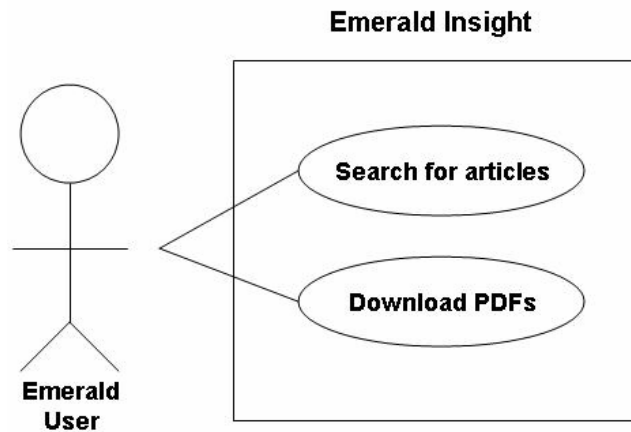 Emerald Insight
Search for articles
Download PDFs
Emerald
User